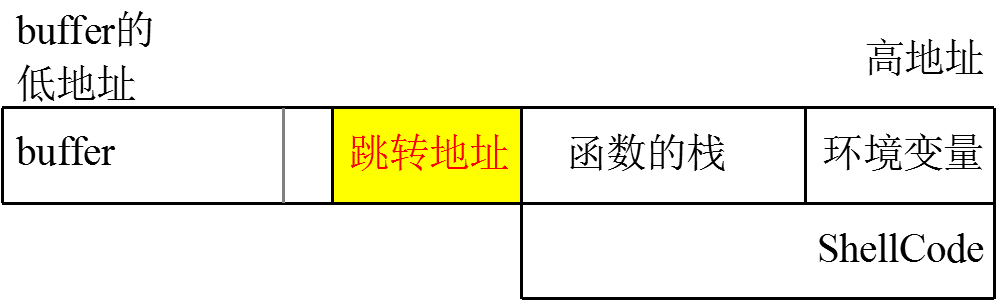 buffer的
低地址
高地址
buffer
跳转地址
函数的栈
环境变量
ShellCode